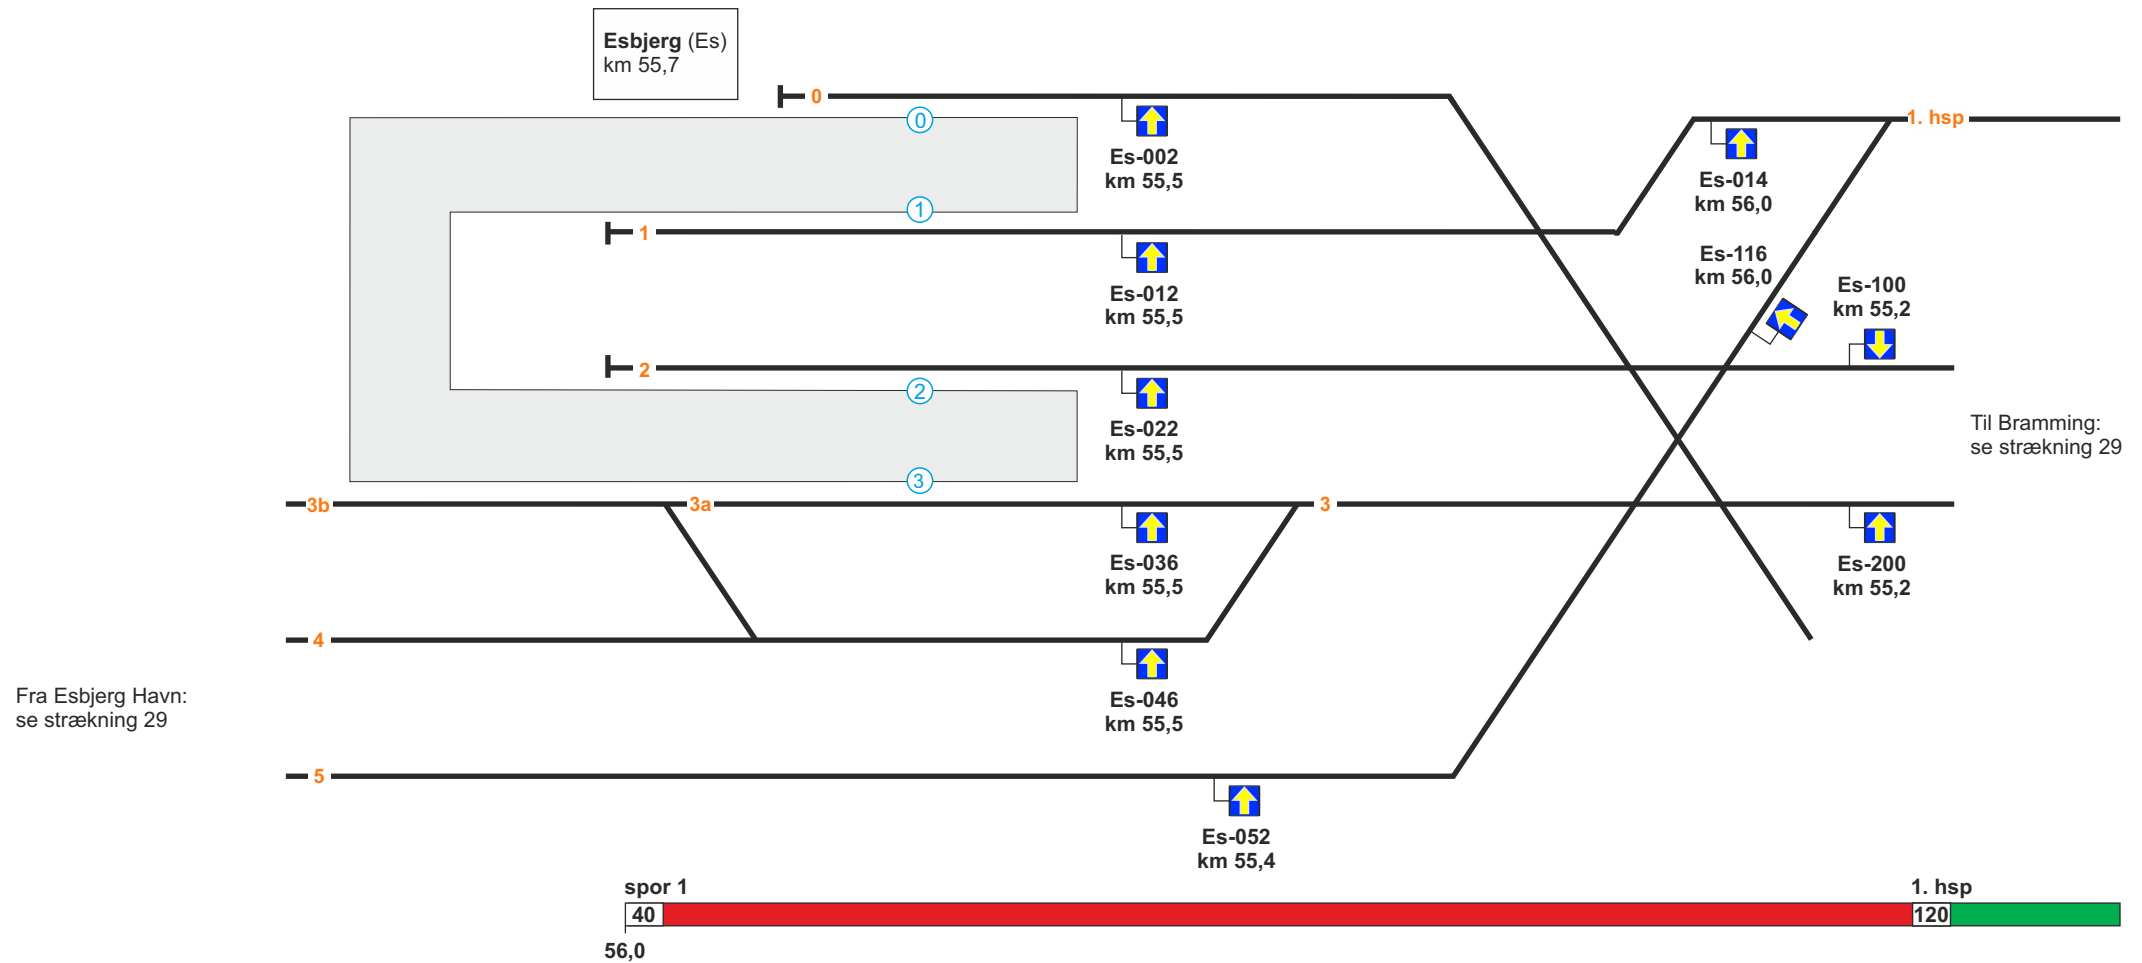 Esbjerg (Es)
km 55,7
0
0
Es-002
km 55,5
1. hsp
Es-014
km 56,0
1
1
Es-012
km 55,5
Es-116
km 56,0
Es-100
km 55,2
2
2
Es-022
km 55,5
Til Bramming:
se strækning 29
3
3b
3a
3
Es-036
km 55,5
Es-200
km 55,2
4
Es-046
km 55,5
Fra Esbjerg Havn:
se strækning 29
5
Es-052
km 55,4
spor 1
1. hsp
40
120
56,0